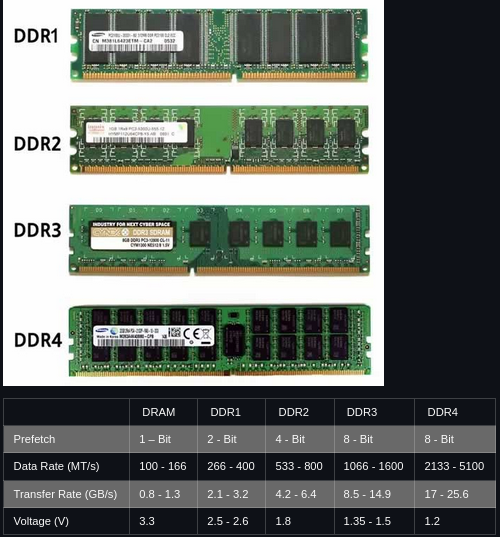 DDR1
DDR2
DDR3
INDUSTRY FOR NEXT CYBER SPACE
DDR3 SDRAM
DDR4
DRAM DDR1 DDR2 DDR3 DDR4
Prefetch 1 – Bit 2 - Bit 4 - Bit 8 - Bit 8 - Bit
Data Rate (MT/s) 100 - 166 266 - 400 533 - 800 1066 - 1600 2133 - 5100
Transfer Rate (GB/s) 0.8 - 1.3 2.1 - 3.2 4.2 - 6.4 8.5 - 14.9 17 - 25.6
Voltage (V) 3.3 2.5 - 2.6 1.8 1.35 - 1.5 1.2